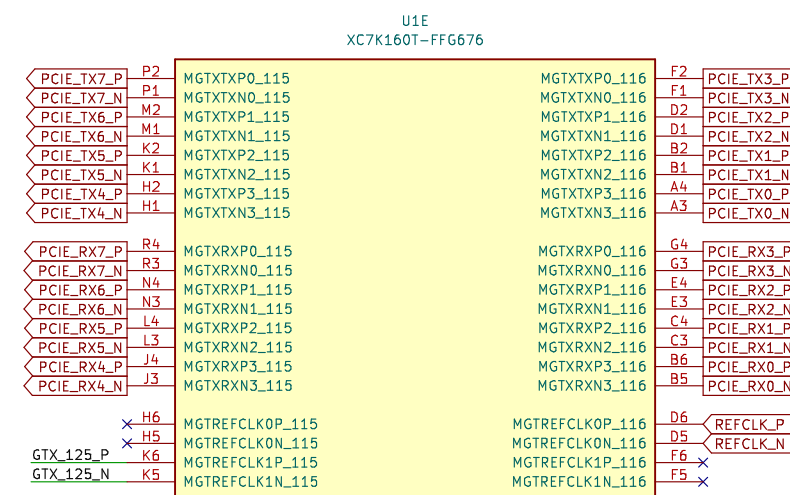 U1E
XC7K160T-FFG676
PCIE_TX7_P P2 MGTXTXP0_115 MGTXTXP0_116 F2 PCIE_TX3_P
PCIE_TX7_N P1 MGTXTXN0_115 MGTXTXN0_116 F1 PCIE_TX3_N
PCIE_TX6_P M2 MGTXTXP1_115 MGTXTXP1_116 D2 PCIE_TX2_P
PCIE_TX6_N M1 MGTXTXN1_115 MGTXTXN1_116 D1 PCIE_TX2_N
PCIE_TX5_P K2 MGTXTXP2_115 MGTXTXP2_116 B2 PCIE_TX1_P
PCIE_TX5_N K1 MGTXTXN2_115 MGTXTXN2_116 B1 PCIE_TX1_N
PCIE_TX4_P H2 MGTXTXP3_115 MGTXTXP3_116 A4 PCIE_TX0_P
PCIE_TX4_N H1 MGTXTXN3_115 MGTXTXN3_116 A3 PCIE_TX0_N
PCIE_RX7_P R4 MGTXRXP0_115 MGTXRXP0_116 G4 PCIE_RX3_P
PCIE_RX7_N R3 MGTXRXN0_115 MGTXRXN0_116 G3 PCIE_RX3_N
PCIE_RX6_P N4 MGTXRXP1_115 MGTXRXP1_116 E4 PCIE_RX2_P
PCIE_RX6_N N3 MGTXRXN1_115 MGTXRXN1_116 E3 PCIE_RX2_N
PCIE_RX5_P L4 MGTXRXP2_115 MGTXRXP2_116 C4 PCIE_RX1_P
PCIE_RX5_N L3 MGTXRXN2_115 MGTXRXN2_116 C3 PCIE_RX1_N
PCIE_RX4_P J4 MGTXRXP3_115 MGTXRXP3_116 B6 PCIE_RX0_P
PCIE_RX4_N J3 MGTXRXN3_115 MGTXRXN3_116 B5 PCIE_RX0_N
H6 MGTREFCLK0P_115 MGTREFCLK0P_116 D6 REFCLK_P
H5 MGTREFCLK0N_115 MGTREFCLK0N_116 D5 REFCLK_N
GTX_125_P K6 MGTREFCLK1P_115 MGTREFCLK1P_116 F6
GTX_125_N K5 MGTREFCLK1N_115 MGTREFCLK1N_116 F5